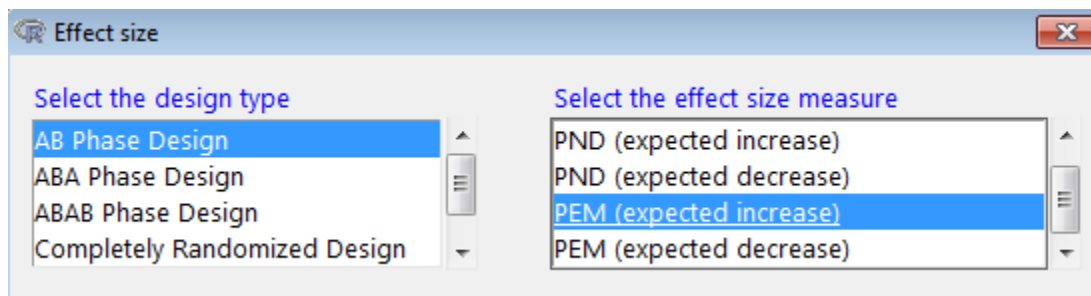 Effect size
Select the design type
AB Phase Design
ABA Phase Design
ABAB Phase Design
Completely Randomized Design
Select the effect size measure
PND (expected increase)
PND (expected decrease)
PEM (expected increase)
PEM (expected decrease)